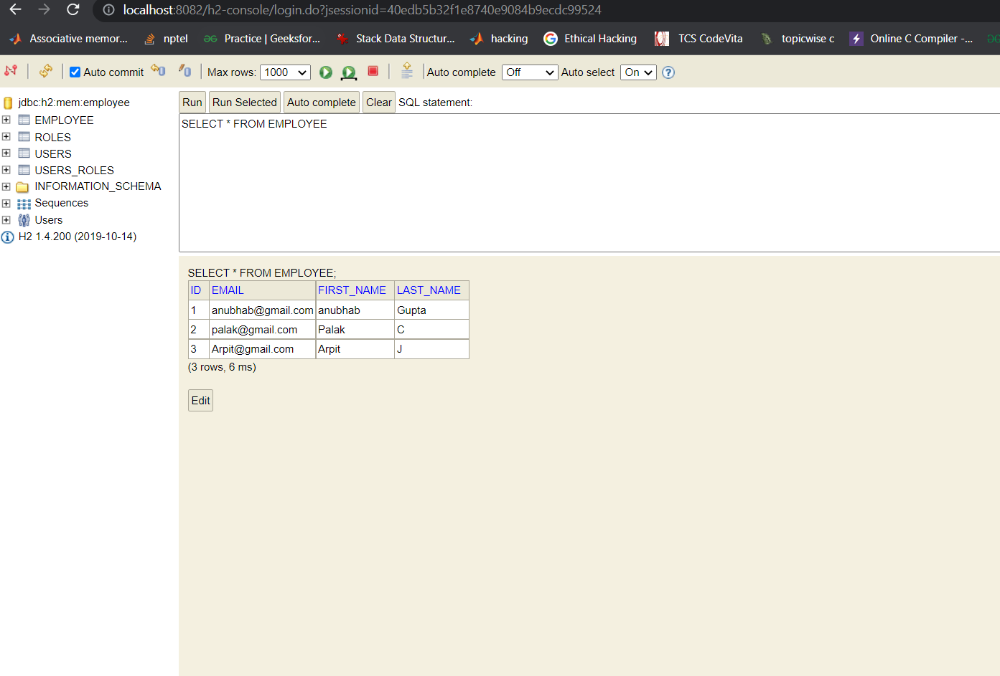 localhost:8082/h2-console/login.do?jsessionid=40edb5b32f1e8740e9084b9ecdc99524
Associative memor... nptel Practice | Geeksfor... Stack Data Structur... hacking Ethical Hacking TCS CodeVita topicwise c Online C Compiler -...
Auto commit Max rows: 1000 Auto complete Off Auto select On
jdbc:h2:mem:employee
EMPLOYEE
ROLES
USERS
USERS_ROLES
INFORMATION_SCHEMA
Sequences
Users
H2 1.4.200 (2019-10-14)
Run Run Selected Auto complete Clear SQL statement:
SELECT * FROM EMPLOYEE
SELECT * FROM EMPLOYEE;
ID EMAIL FIRST_NAME LAST_NAME
1 anubhab@gmail.com anubhab Gupta
2 palak@gmail.com Palak C
3 Arpit@gmail.com Arpit J
(3 rows, 6 ms)
Edit